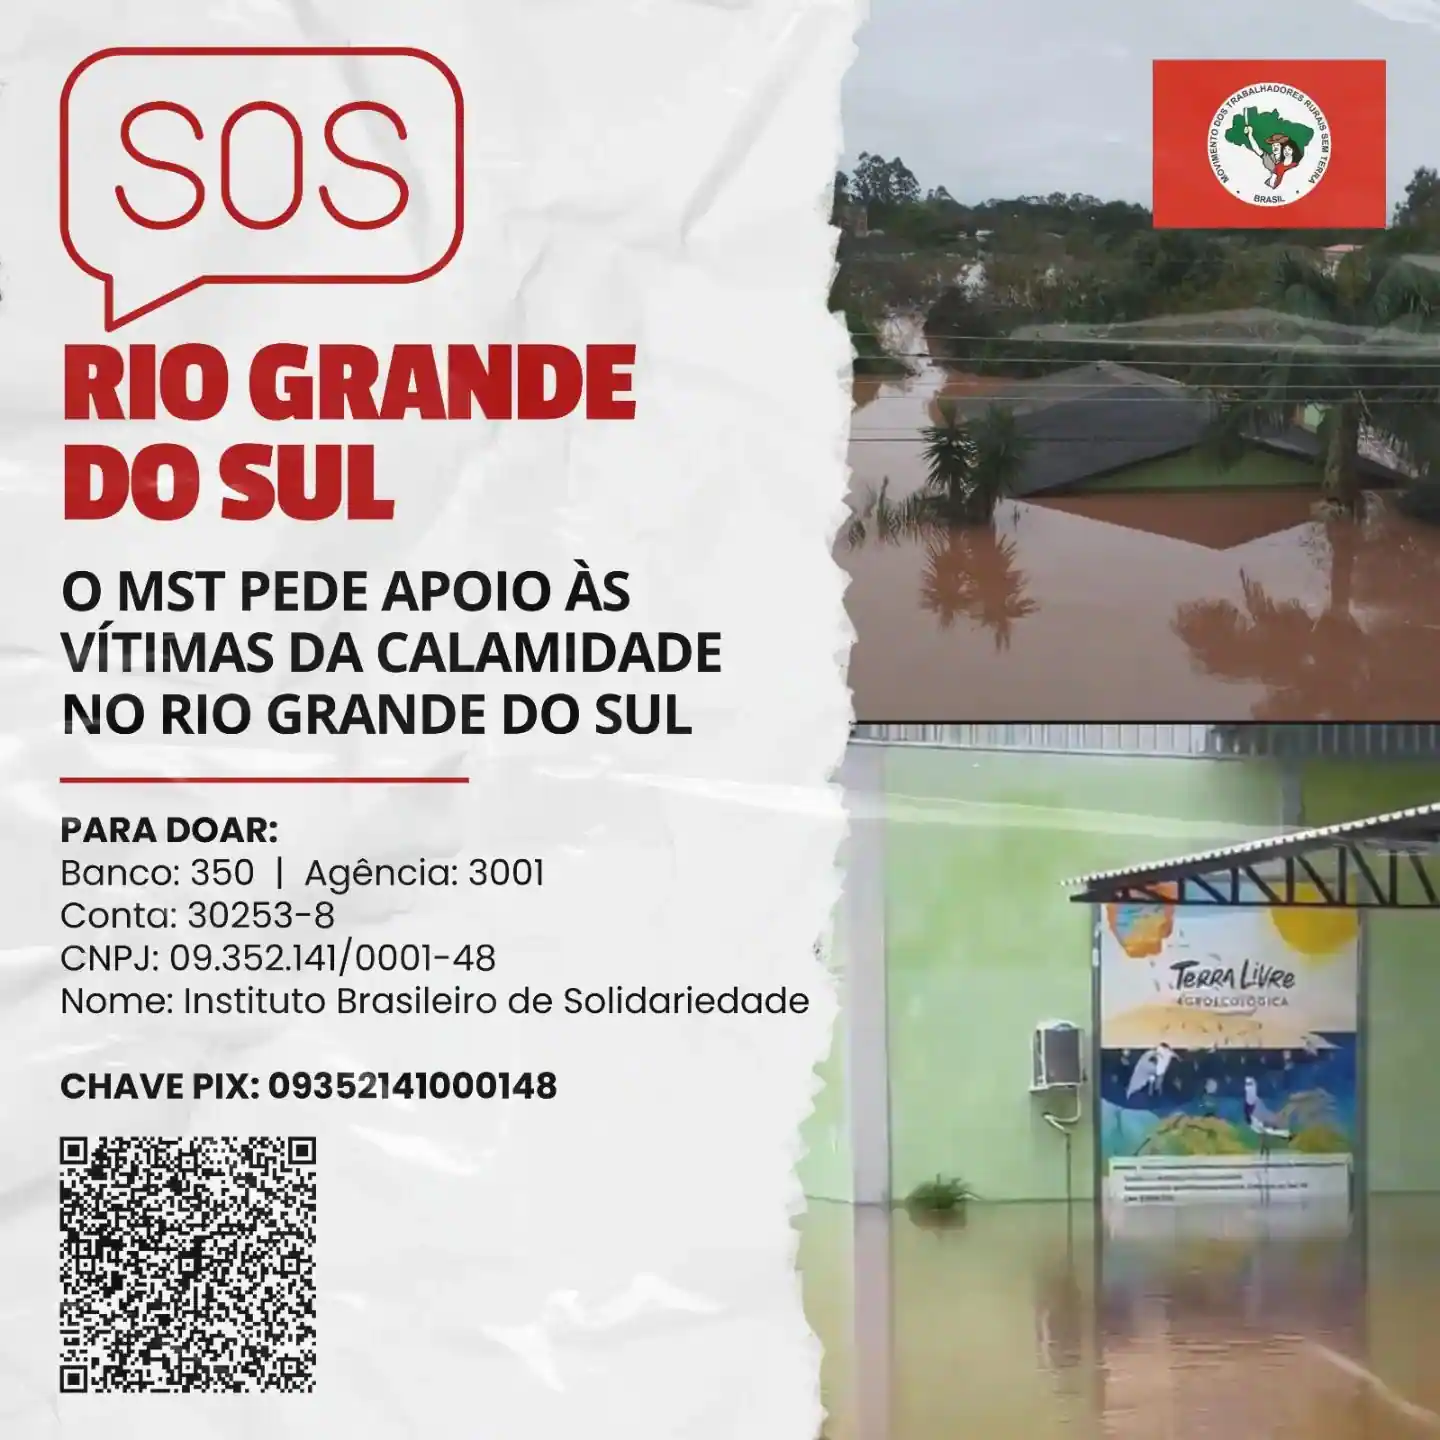 SOS
RIO GRANDE
DO SUL
O MST PEDE APOIO ÀS
VÍTIMAS DA CALAMIDADE
NO RIO GRANDE DO SUL
PARA DOAR:
Banco: 350 | Agência: 3001
Conta: 30253-8
CNPJ: 09.352.141/0001-48
Nome: Instituto Brasileiro de Solidariedade
CHAVE PIX: 09352141000148
MOVIMENTO DOS TRABALHADORES RURAIS SEM TERRA
BRASIL
TERRA LIVRE
AGROECOLÓGICA